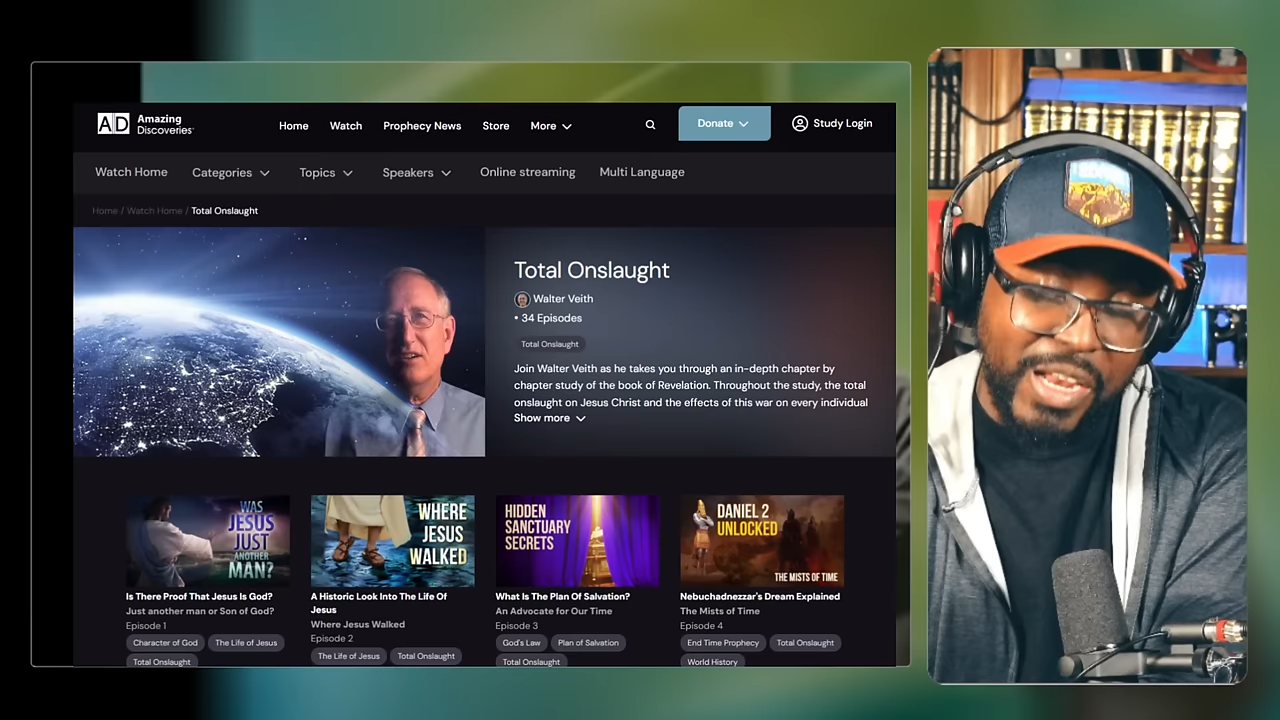 AD Amazing
Discoveries
Home Watch Prophecy News Store More Donate Study Login
Watch Home Categories Topics Speakers Online streaming Multi Language
Home / Watch Home / Total Onslaught
Total Onslaught
Walter Veith
• 34 Episodes
Total Onslaught
Join Walter Veith as he takes you through an in-depth chapter by
chapter study of the book of Revelation. Throughout the study, the total
onslaught on Jesus Christ and the effects of this war on every individual
Show more
WAS
JESUS
JUST
ANOTHER
MAN?
Is There Proof That Jesus Is God?
Just another man or Son of God?
Episode 1
Character of God The Life of Jesus
Total Onslaught
WHERE
JESUS
WALKED
A Historic Look Into The Life Of
Jesus
Where Jesus Walked
Episode 2
The Life of Jesus Total Onslaught
HIDDEN
SANCTUARY
SECRETS
What Is The Plan Of Salvation?
An Advocate for Our Time
Episode 3
God's Law Plan of Salvation
Total Onslaught
DANIEL 2
UNLOCKED
THE MISTS OF TIME
Nebuchadnezzar's Dream Explained
The Mists of Time
Episode 4
End Time Prophecy Total Onslaught
World History